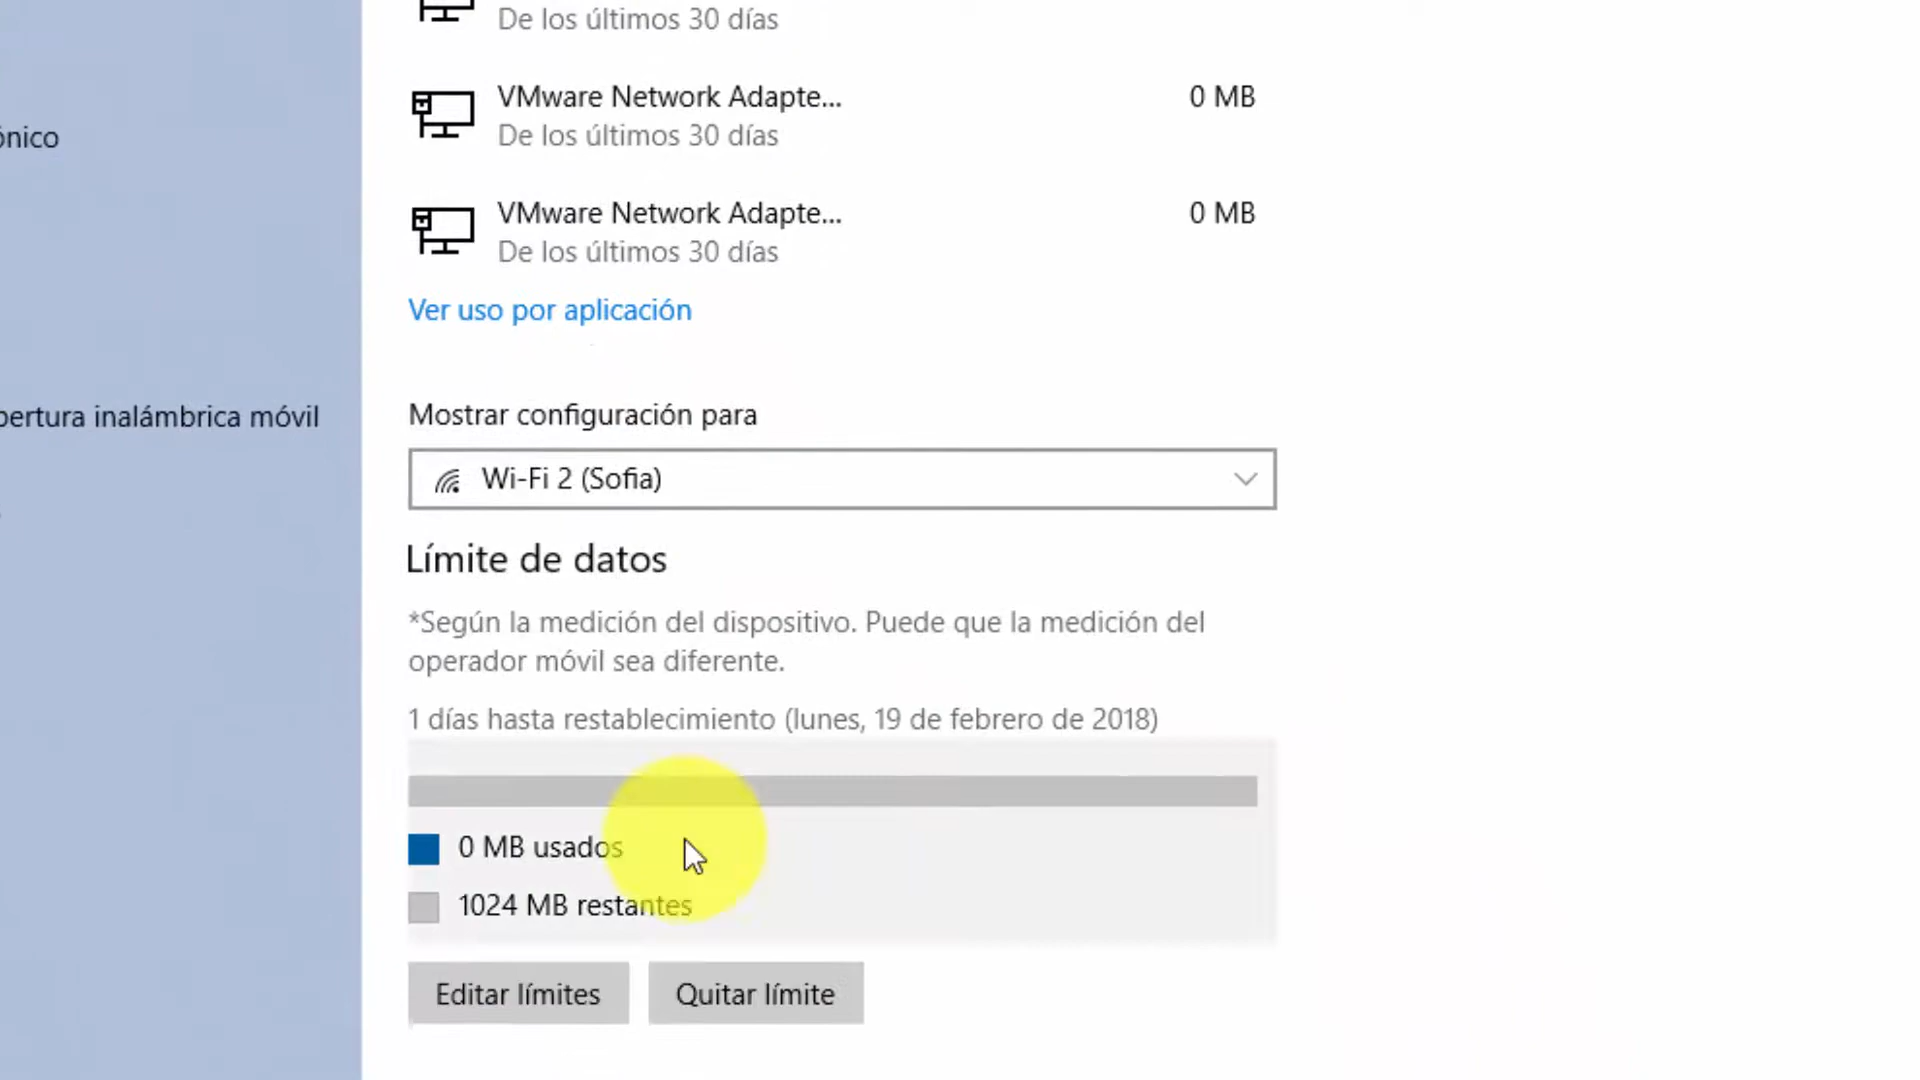 De los últimos 30 días
VMware Network Adapte...
0 MB
De los últimos 30 días
ónico
VMware Network Adapte...
0 MB
De los últimos 30 días
Ver uso por aplicación
Mostrar configuración para
bertura inalámbrica móvil
Wi-Fi 2 (Sofia)
Límite de datos
*Según la medición del dispositivo. Puede que la medición del
operador móvil sea diferente.
1 días hasta restablecimiento (lunes, 19 de febrero de 2018)
0 MB usados
1024 MB restantes
Editar límites
Quitar límite